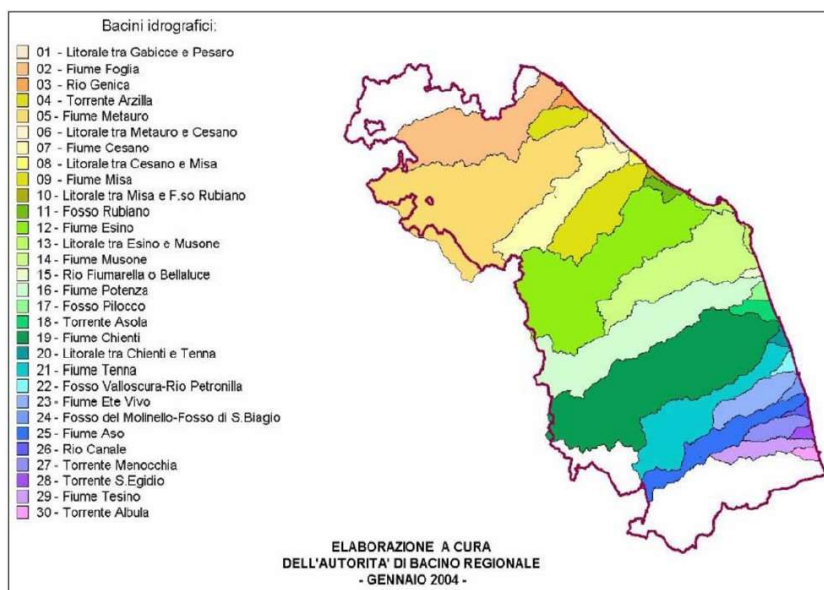 Bacini idrografici:
01 - Litorale tra Gabicce e Pesaro
02 - Fiume Foglia
03 - Rio Genica
04 - Torrente Arzilla
05 - Fiume Metauro
06 - Litorale tra Metauro e Cesano
07 - Fiume Cesano
08 - Litorale tra Cesano e Misa
09 - Fiume Misa
10 - Litorale tra Misa e F.so Rubiano
11 - Fosso Rubiano
12 - Fiume Esino
13 - Litorale tra Esino e Musone
14 - Fiume Musone
15 - Rio Fiumarella o Bellaluce
16 - Fiume Potenza
17 - Fosso Pilocco
18 - Torrente Asola
19 - Fiume Chienti
20 - Litorale tra Chienti e Tenna
21 - Fiume Tenna
22 - Fosso Valloscura-Rio Petronilla
23 - Fiume Ete Vivo
24 - Fosso del Molinello-Fosso di S.Biagio
25 - Fiume Aso
26 - Rio Canale
27 - Torrente Menocchia
28 - Torrente S.Egidio
29 - Fiume Tesino
30 - Torrente Albula
ELABORAZIONE A CURA
DELL'AUTORITA' DI BACINO REGIONALE
- GENNAIO 2004 -